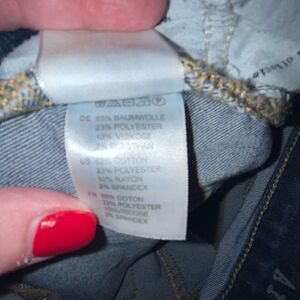 DE 65% BAUMWOLLE
23% POLYESTER
10% VISKOSE
2% ELASTHAN
US 65% COTTON
23% POLYESTER
10% RAYON
2% SPANDEX
FR 65% COTON
23% POLYESTER
10% VISCOSE
2% SPANDEX